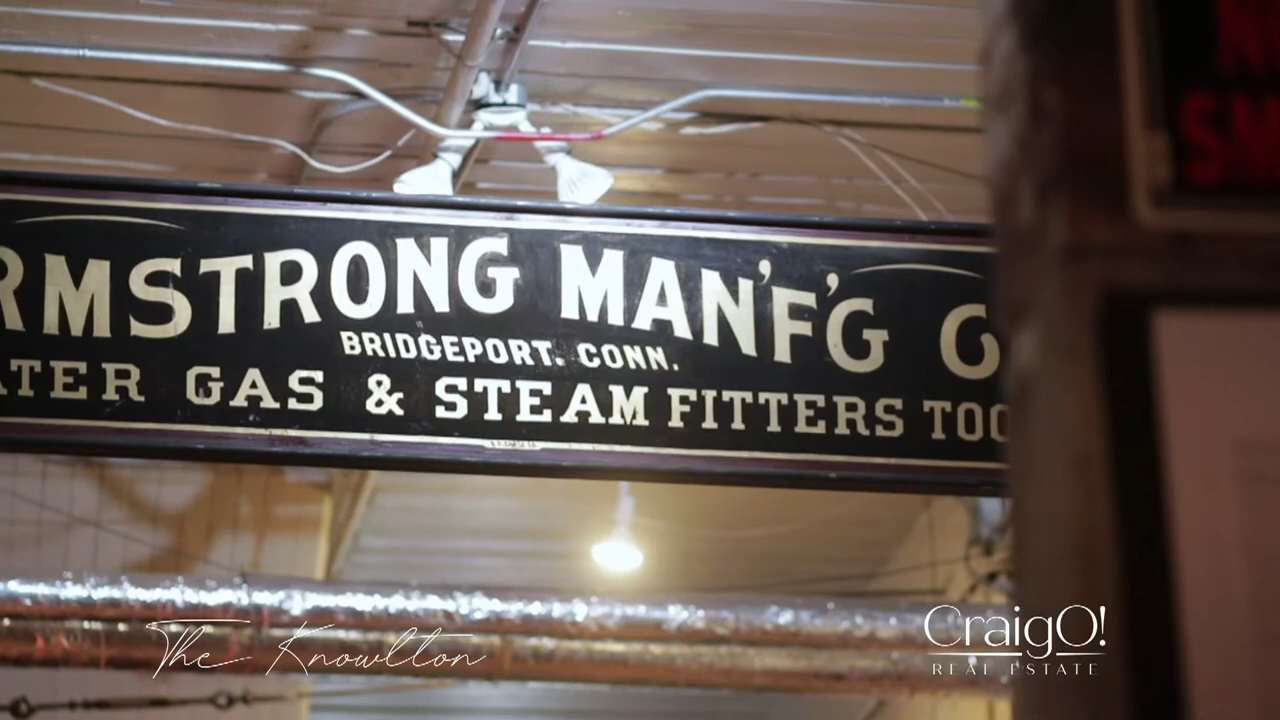 RMSTRONG MAN'F'G C
BRIDGEPORT. CONN.
ATER GAS & STEAM FITTERS TOO
The Knowlton
CraigO!
REAL ESTATE